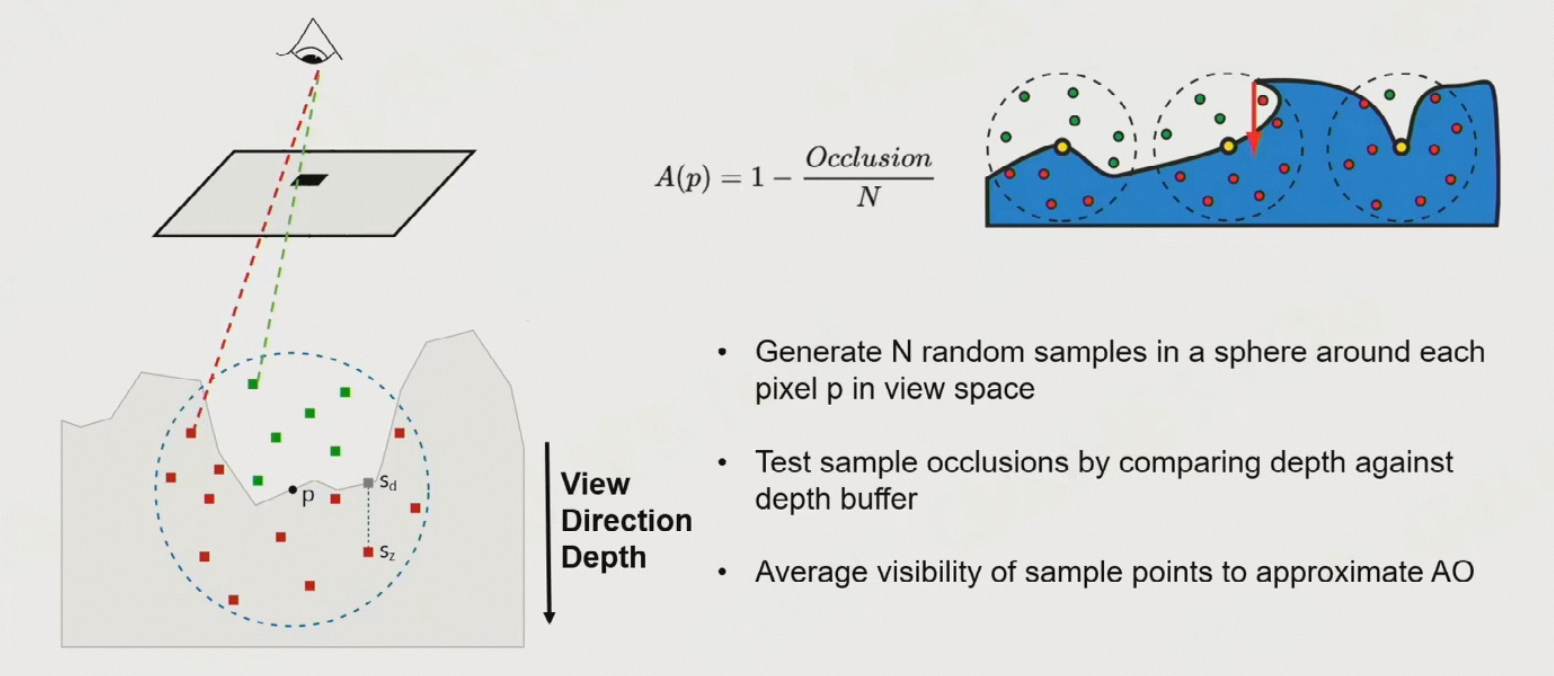 A(p) = 1 − Occlusion / N
• Generate N random samples in a sphere around each
pixel p in view space
• Test sample occlusions by comparing depth against
depth buffer
• Average visibility of sample points to approximate AO
p
s_d
s_z
View
Direction
Depth